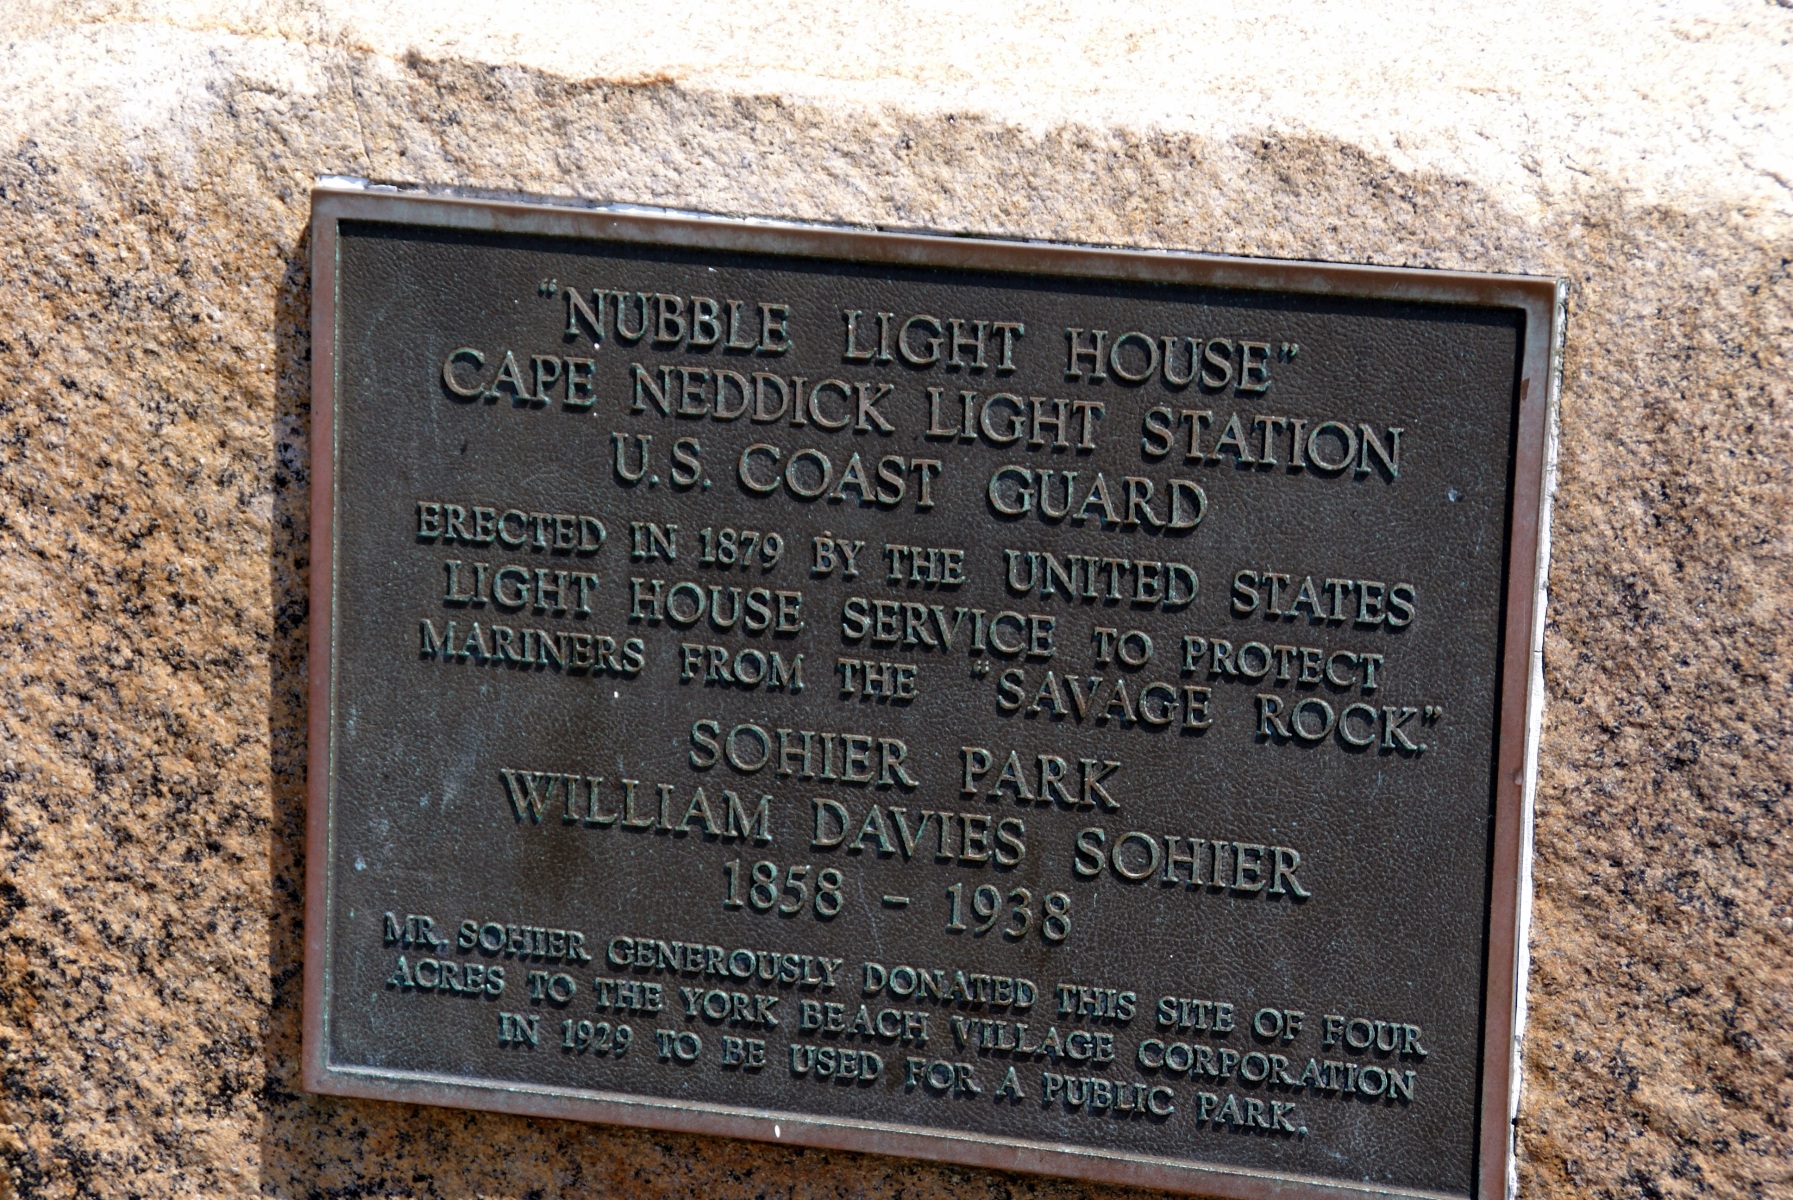 "NUBBLE LIGHT HOUSE"
CAPE NEDDICK LIGHT STATION
U.S. COAST GUARD
ERECTED IN 1879 BY THE UNITED STATES
LIGHT HOUSE SERVICE TO PROTECT
MARINERS FROM THE "SAVAGE ROCK."
SOHIER PARK
WILLIAM DAVIES SOHIER
1858 - 1938
MR. SOHIER GENEROUSLY DONATED THIS SITE OF FOUR
ACRES TO THE YORK BEACH VILLAGE CORPORATION
IN 1929 TO BE USED FOR A PUBLIC PARK.